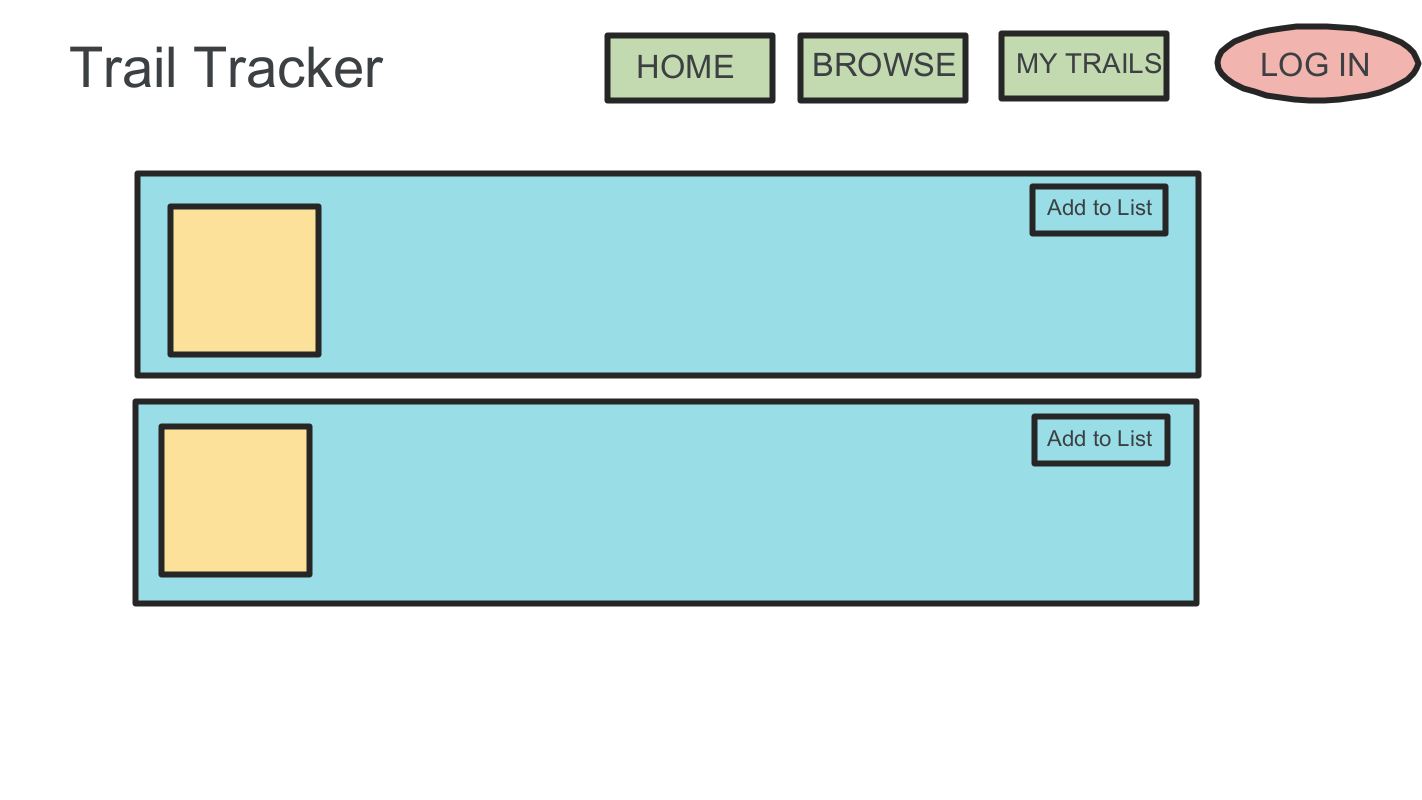 Trail Tracker
HOME
BROWSE
MY TRAILS
LOG IN
Add to List
Add to List